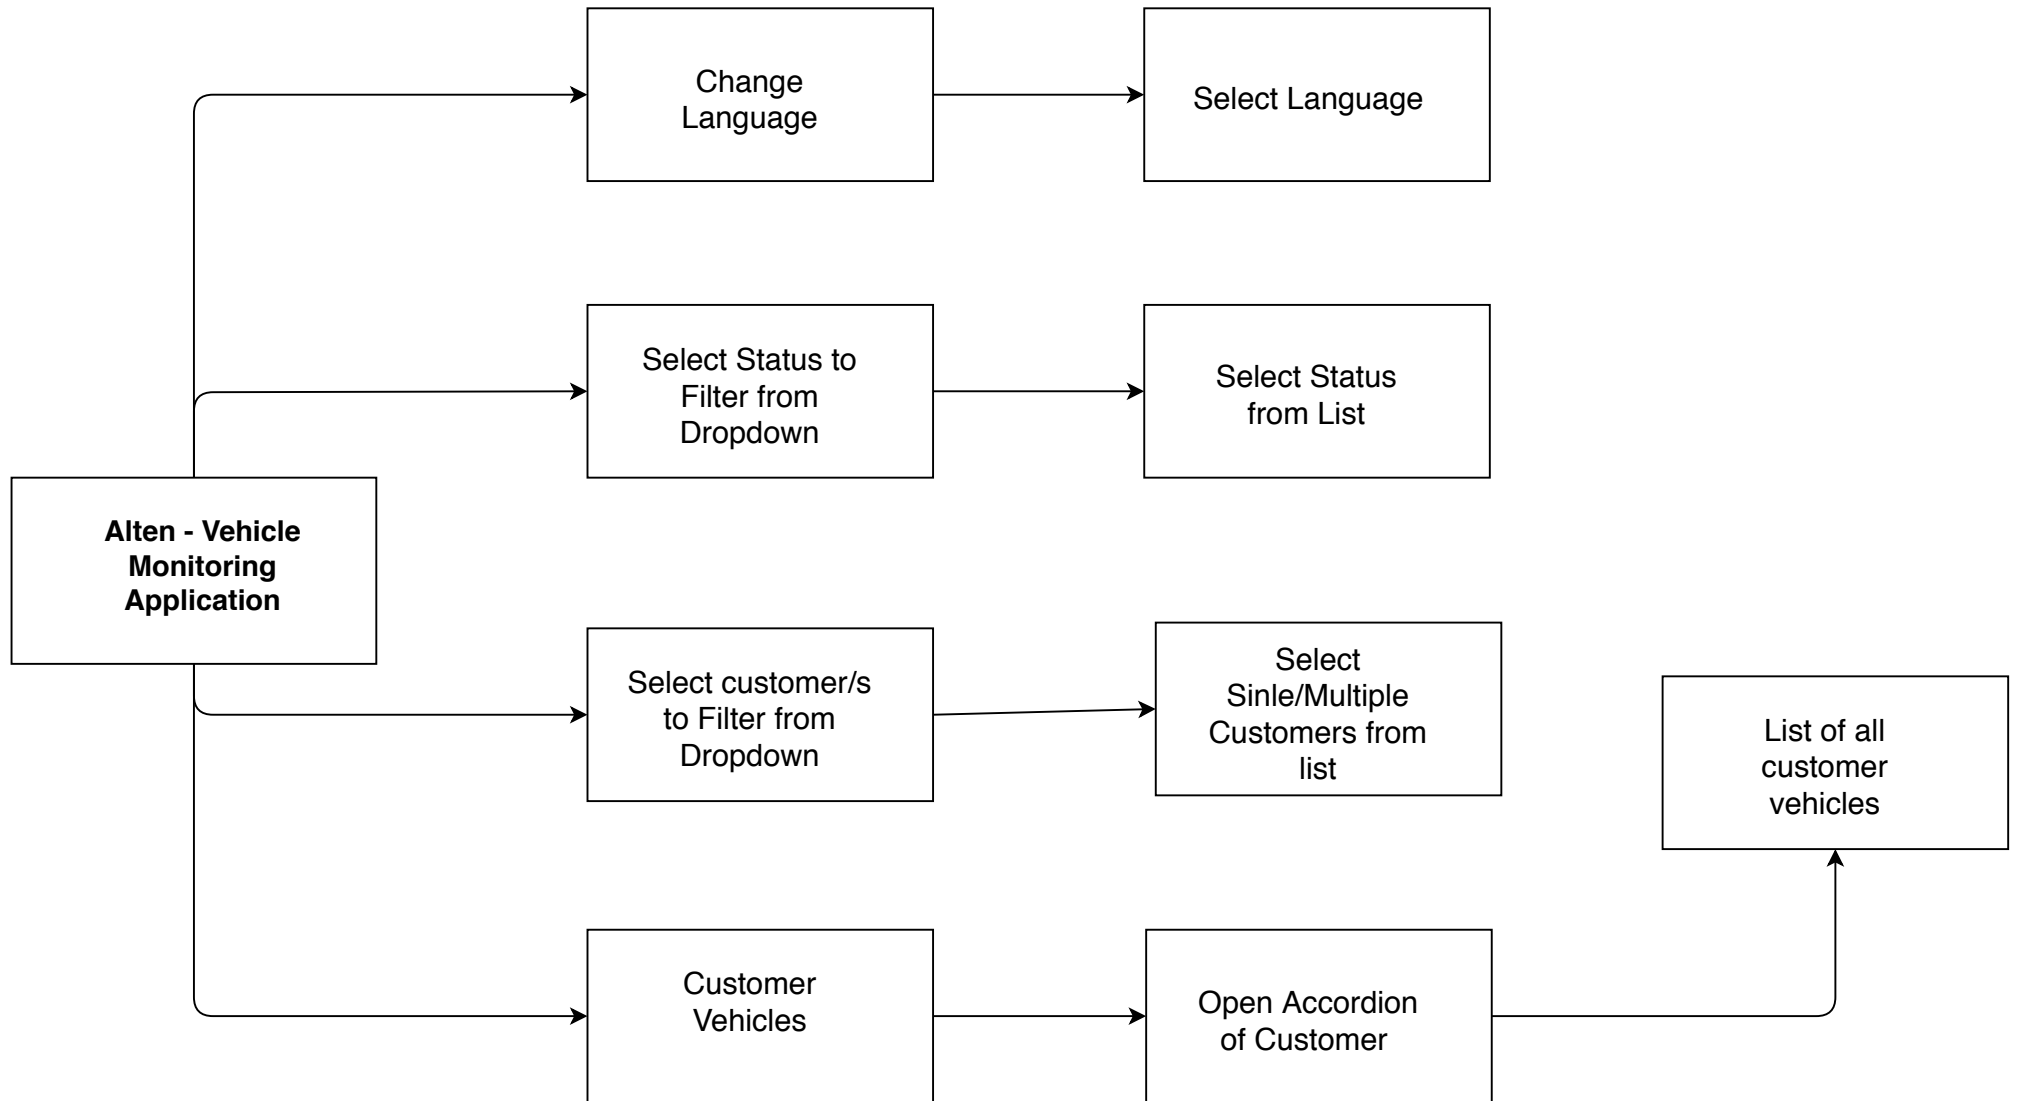 Change
Language
Select Language
Select Status to
Filter from
Dropdown
Select Status
from List
Alten - Vehicle
Monitoring
Application
Select customer/s
to Filter from
Dropdown
Select
Sinle/Multiple
Customers from
list
List of all
customer
vehicles
Customer
Vehicles
Open Accordion
of Customer